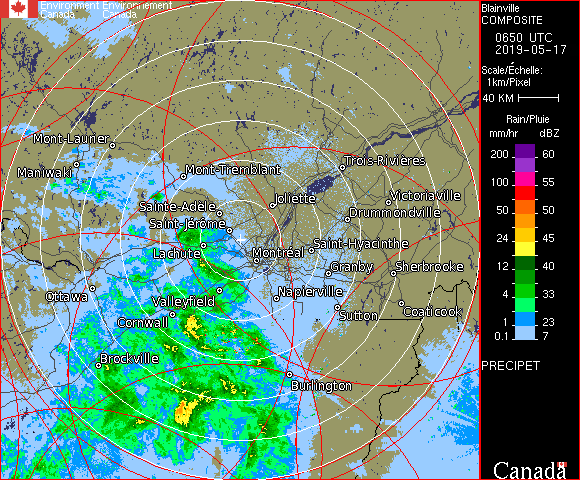 Environment Environnement
Canada Canada
Blainville
COMPOSITE
0650 UTC
2019-05-17
Scale/Échelle:
1km/Pixel
40 KM
Rain/Pluie
mm/hr dBZ
200 60
100 55
50 50
24 45
12 40
4 33
1 23
0.1 7
PRECIPET
Canada
Mont-Laurier
Maniwaki
Mont-Tremblant
Trois-Rivières
Sainte-Adele
Joliette
Victoriaville
Drummondville
Saint-Jérôme
Lachute
Montréal
Saint-Hyacinthe
Granby
Sherbrooke
Ottawa
Valleyfield
Napierville
Cornwall
Sutton
Coaticook
Brockville
Burlington